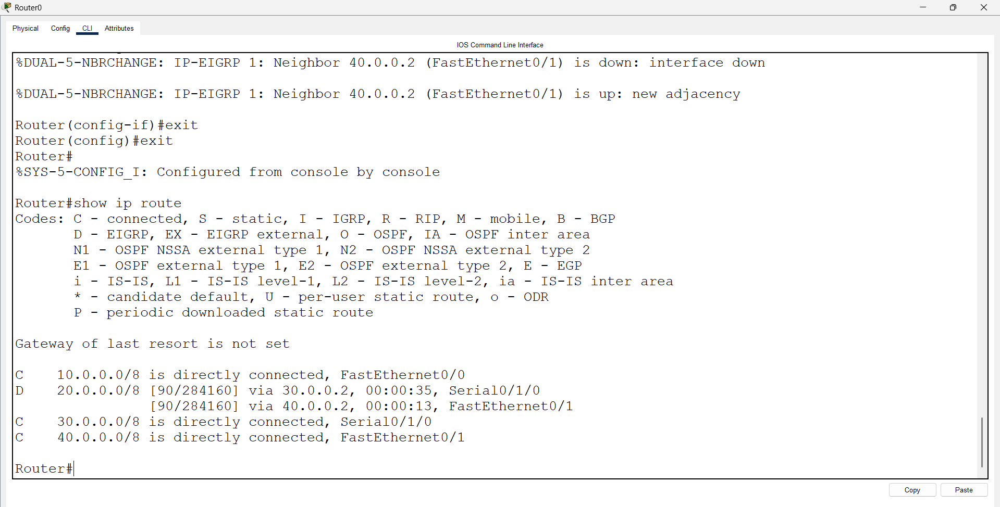 Router0
Physical Config CLI Attributes
IOS Command Line Interface
%DUAL-5-NBRCHANGE: IP-EIGRP 1: Neighbor 40.0.0.2 (FastEthernet0/1) is down: interface down
%DUAL-5-NBRCHANGE: IP-EIGRP 1: Neighbor 40.0.0.2 (FastEthernet0/1) is up: new adjacency
Router(config-if)#exit
Router(config)#exit
Router#
%SYS-5-CONFIG_I: Configured from console by console
Router#show ip route
Codes: C - connected, S - static, I - IGRP, R - RIP, M - mobile, B - BGP
D - EIGRP, EX - EIGRP external, O - OSPF, IA - OSPF inter area
N1 - OSPF NSSA external type 1, N2 - OSPF NSSA external type 2
E1 - OSPF external type 1, E2 - OSPF external type 2, E - EGP
i - IS-IS, L1 - IS-IS level-1, L2 - IS-IS level-2, ia - IS-IS inter area
* - candidate default, U - per-user static route, o - ODR
P - periodic downloaded static route
Gateway of last resort is not set
C 10.0.0.0/8 is directly connected, FastEthernet0/0
D 20.0.0.0/8 [90/284160] via 30.0.0.2, 00:00:35, Serial0/1/0
[90/284160] via 40.0.0.2, 00:00:13, FastEthernet0/1
C 30.0.0.0/8 is directly connected, Serial0/1/0
C 40.0.0.0/8 is directly connected, FastEthernet0/1
Router#
Copy Paste